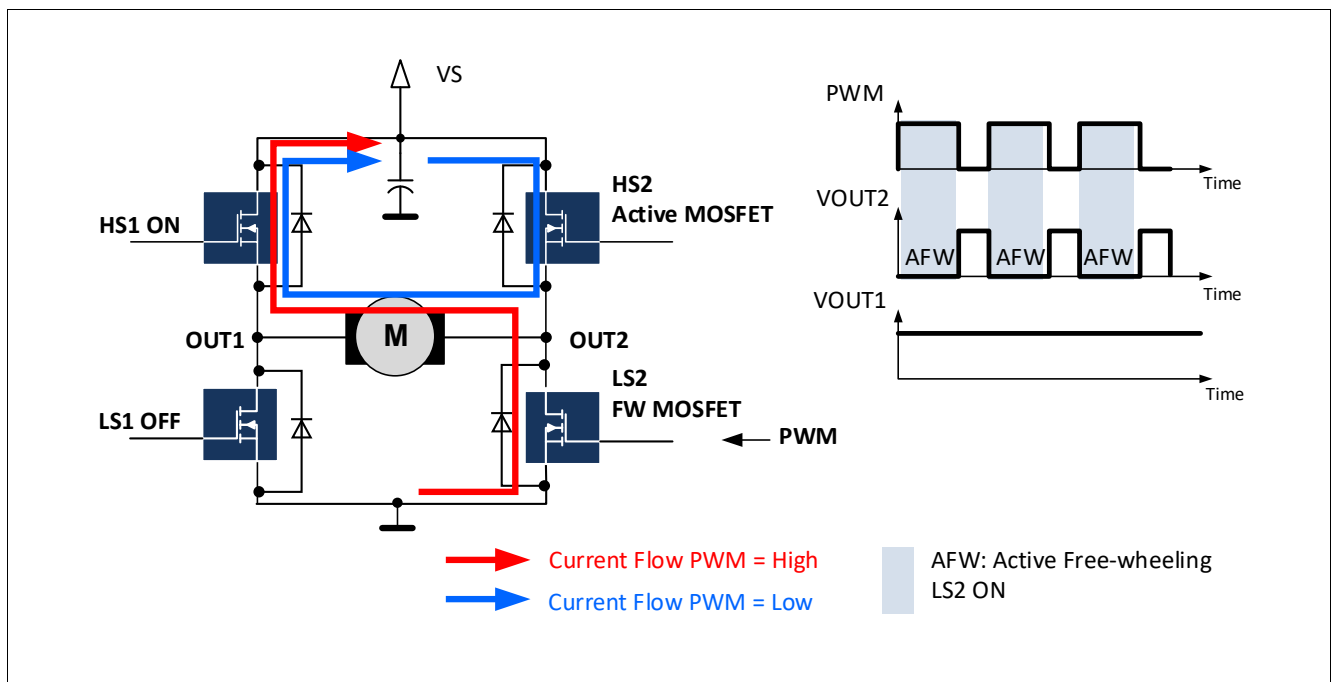 VS
HS1 ON
HS2
Active MOSFET
OUT1
M
OUT2
LS1 OFF
LS2
FW MOSFET
PWM
PWM
Time
VOUT2
AFW
AFW
AFW
Time
VOUT1
Time
Current Flow PWM = High
Current Flow PWM = Low
AFW: Active Free-wheeling
LS2 ON